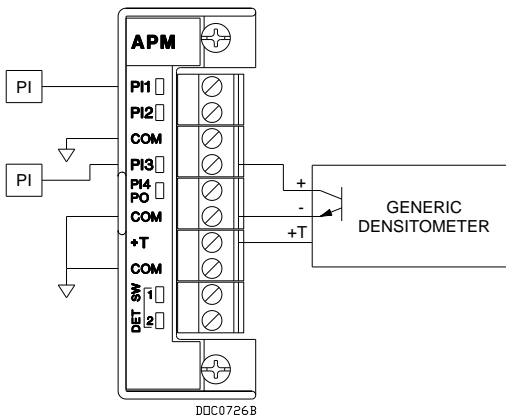 APM
PI
PI1
PI2
COM
PI
PI3
PI4
PO
COM
+T
COM
SW 1
DET 2
+
-
+T
GENERIC
DENSITOMETER
DOC0726B